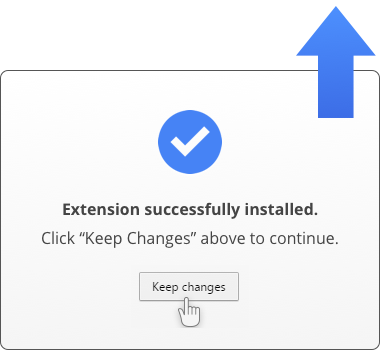 Extension successfully installed.
Click “Keep Changes” above to continue.
Keep changes